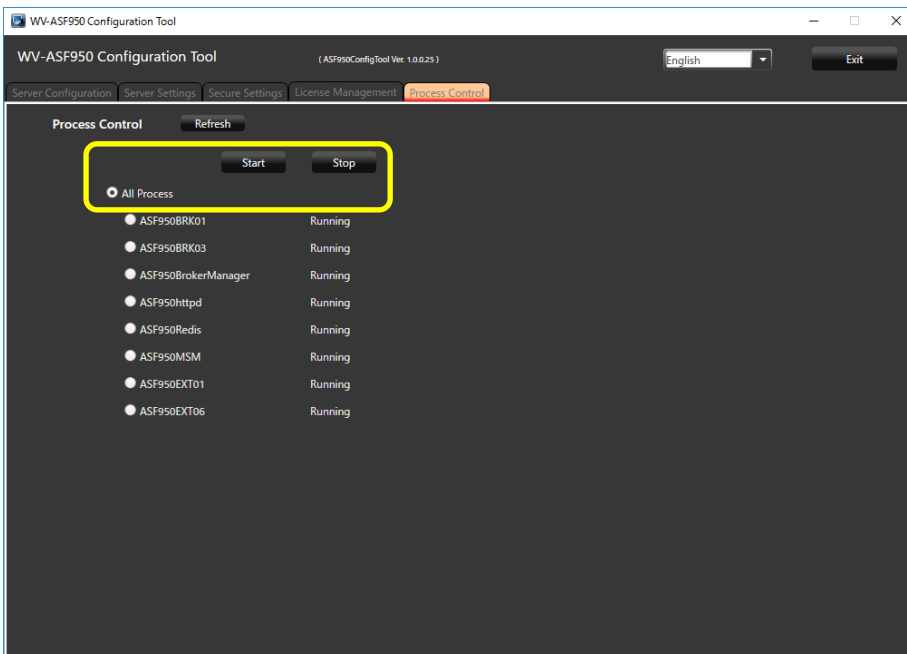 WV-ASF950 Configuration Tool
WV-ASF950 Configuration Tool ( ASF950ConfigTool Ver. 1.0.0.25 ) English Exit
Server Configuration Server Settings Secure Settings License Management Process Control
Process Control Refresh
Start Stop
All Process
ASF950BRK01 Running
ASF950BRK03 Running
ASF950BrokerManager Running
ASF950httpd Running
ASF950Redis Running
ASF950MSM Running
ASF950EXT01 Running
ASF950EXT06 Running